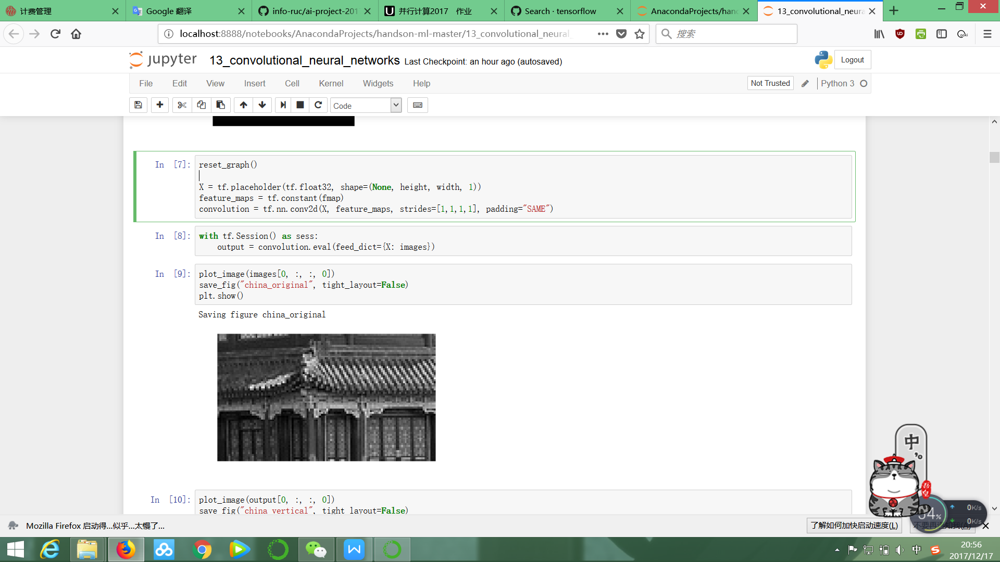 计费管理
Google 翻译
info-ruc/ai-project-201
并行计算2017 作业
Search · tensorflow
AnacondaProjects/hand
13_convolutional_neura
localhost:8888/notebooks/AnacondaProjects/handson-ml-master/13_convolutional_neural_
搜索
jupyter
13_convolutional_neural_networks
Last Checkpoint: an hour ago (autosaved)
Logout
File Edit View Insert Cell Kernel Widgets Help
Not Trusted
Python 3
Code
In [7]:
reset_graph()
X = tf.placeholder(tf.float32, shape=(None, height, width, 1))
feature_maps = tf.constant(fmap)
convolution = tf.nn.conv2d(X, feature_maps, strides=[1,1,1,1], padding="SAME")
In [8]:
with tf.Session() as sess:
    output = convolution.eval(feed_dict={X: images})
In [9]:
plot_image(images[0, :, :, 0])
save_fig("china_original", tight_layout=False)
plt.show()
Saving figure china_original
In [10]:
plot_image(output[0, :, :, 0])
save_fig("china_vertical", tight_layout=False)
中
0K/s
0K/s
Mozilla Firefox 启动得...似乎...太慢了...
了解如何加快启动速度(L)
不要再通知我(A)
中
20:56
2017/12/17